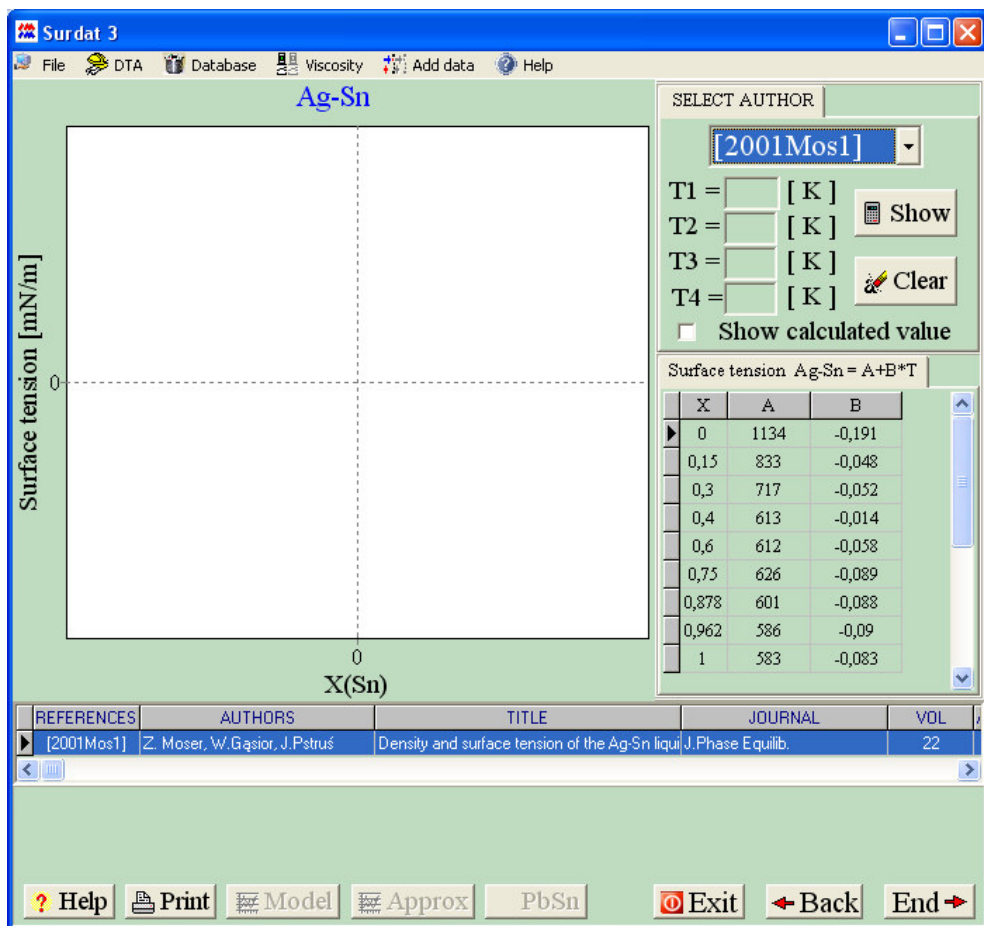 Surdat 3
File DTA Database Viscosity Add data Help
Ag-Sn
Surface tension [mN/m]
0
0
X(Sn)
SELECT AUTHOR
[2001Mos1]
T1 = [ K ]
T2 = [ K ]
T3 = [ K ]
T4 = [ K ]
Show
Clear
Show calculated value
Surface tension Ag-Sn = A+B*T
X A B
0 1134 -0,191
0,15 833 -0,048
0,3 717 -0,052
0,4 613 -0,014
0,6 612 -0,058
0,75 626 -0,089
0,878 601 -0,088
0,962 586 -0,09
1 583 -0,083
REFERENCES AUTHORS TITLE JOURNAL VOL
[2001Mos1] Z. Moser, W.Gąsior, J.Pstruś Density and surface tension of the Ag-Sn liqui J.Phase Equilib. 22
? Help Print Model Approx PbSn Exit Back End